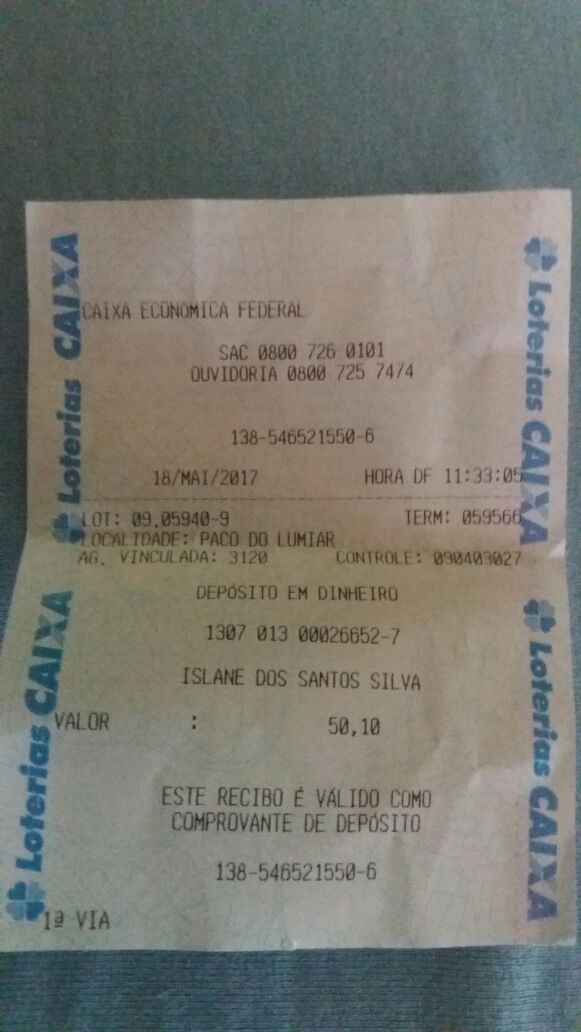 CAIXA ECONOMICA FEDERAL
SAC 0800 726 0101
OUVIDORIA 0800 725 7474
138-546521550-6
18/MAI/2017 HORA DF 11:33:05
LOT: 09.05940-9 TERM: 059566
LOCALIDADE: PACO DO LUMIAR
AG. VINCULADA: 3120 CONTROLE: 090403027
DEPÓSITO EM DINHEIRO
1307 013 00026652-7
ISLANE DOS SANTOS SILVA
VALOR : 50,10
ESTE RECIBO É VÁLIDO COMO
COMPROVANTE DE DEPÓSITO
138-546521550-6
1ª VIA
Loterias CAIXA
Loterias CAIXA
Loterias CAIXA
Loterias CAIXA